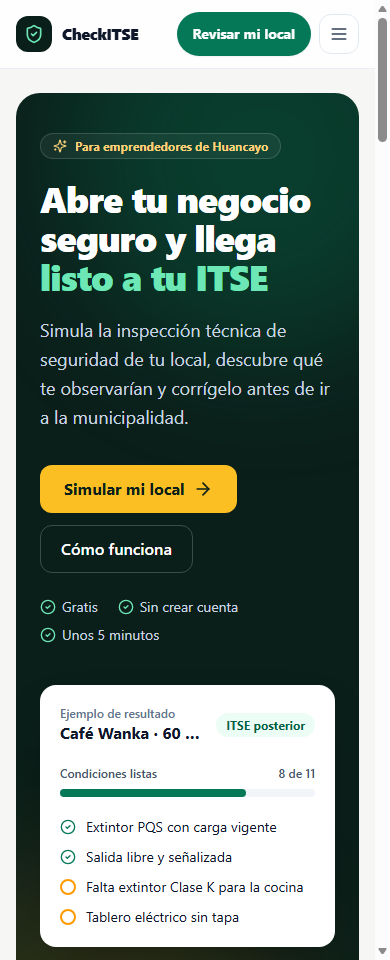 CheckITSE
Revisar mi local
Para emprendedores de Huancayo
Abre tu negocio
seguro y llega
listo a tu ITSE
Simula la inspección técnica de
seguridad de tu local, descubre qué
te observarían y corrígelo antes de ir
a la municipalidad.
Simular mi local
Cómo funciona
Gratis
Sin crear cuenta
Unos 5 minutos
Ejemplo de resultado
Café Wanka · 60 ...
ITSE posterior
Condiciones listas
8 de 11
Extintor PQS con carga vigente
Salida libre y señalizada
Falta extintor Clase K para la cocina
Tablero eléctrico sin tapa